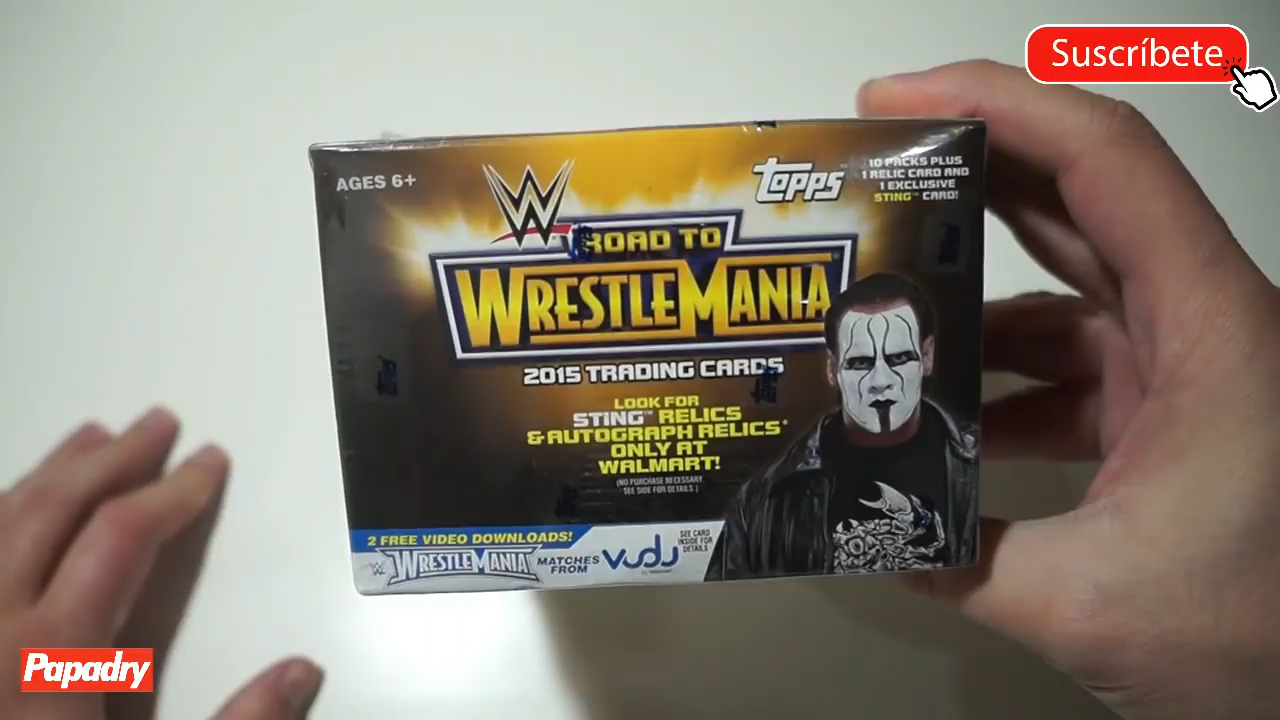 Suscríbete
AGES 6+
W
Topps
10 PACKS PLUS
1 RELIC CARD AND
1 EXCLUSIVE
STING™ CARD!
ROAD TO
WRESTLEMANIA
2015 TRADING CARDS
LOOK FOR
STING™ RELICS
& AUTOGRAPH RELICS*
ONLY AT
WALMART!
(NO PURCHASE NECESSARY.
SEE SIDE FOR DETAILS.)
2 FREE VIDEO DOWNLOADS!
W WRESTLEMANIA
MATCHES
FROM
VUDU
SEE CARD
INSIDE FOR
DETAILS
Papadry